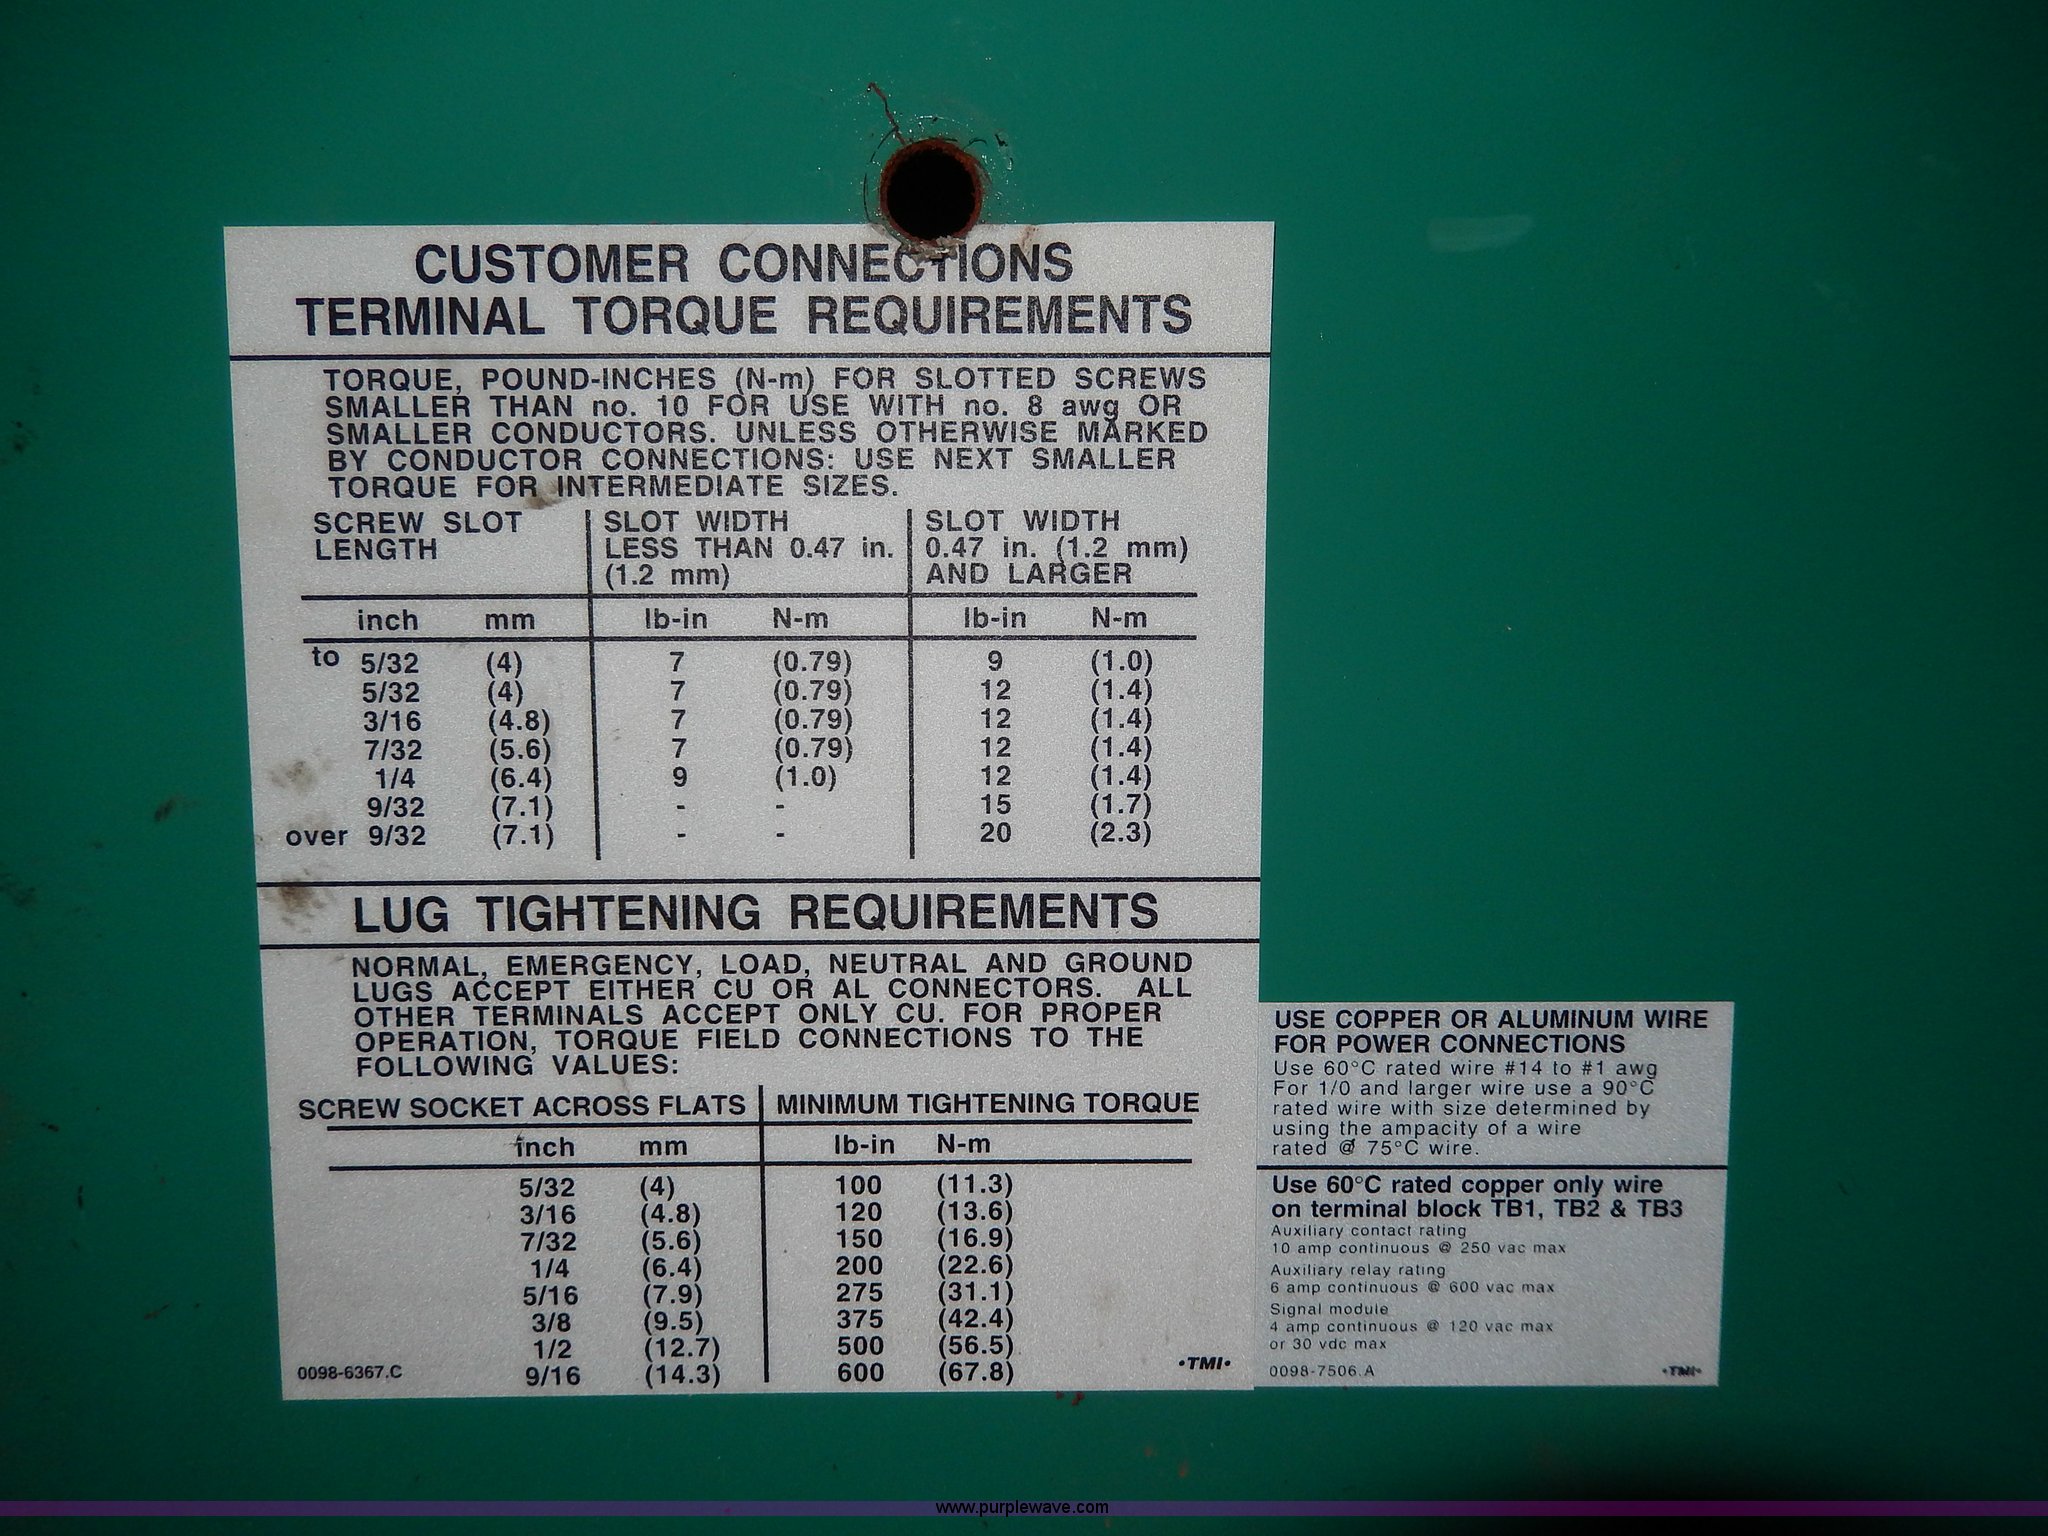 CUSTOMER CONNECTIONS
TERMINAL TORQUE REQUIREMENTS
TORQUE, POUND-INCHES (N-m) FOR SLOTTED SCREWS
SMALLER THAN no. 10 FOR USE WITH no. 8 awg OR
SMALLER CONDUCTORS. UNLESS OTHERWISE MARKED
BY CONDUCTOR CONNECTIONS: USE NEXT SMALLER
TORQUE FOR INTERMEDIATE SIZES.
SCREW SLOT
LENGTH
SLOT WIDTH
LESS THAN 0.47 in.
(1.2 mm)
SLOT WIDTH
0.47 in. (1.2 mm)
AND LARGER
inch mm lb-in N-m lb-in N-m
to 5/32 (4) 7 (0.79) 9 (1.0)
5/32 (4) 7 (0.79) 12 (1.4)
3/16 (4.8) 7 (0.79) 12 (1.4)
7/32 (5.6) 7 (0.79) 12 (1.4)
1/4 (6.4) 9 (1.0) 12 (1.4)
9/32 (7.1) - - 15 (1.7)
over 9/32 (7.1) - - 20 (2.3)
LUG TIGHTENING REQUIREMENTS
NORMAL, EMERGENCY, LOAD, NEUTRAL AND GROUND
LUGS ACCEPT EITHER CU OR AL CONNECTORS. ALL
OTHER TERMINALS ACCEPT ONLY CU. FOR PROPER
OPERATION, TORQUE FIELD CONNECTIONS TO THE
FOLLOWING VALUES:
SCREW SOCKET ACROSS FLATS MINIMUM TIGHTENING TORQUE
inch mm lb-in N-m
5/32 (4) 100 (11.3)
3/16 (4.8) 120 (13.6)
7/32 (5.6) 150 (16.9)
1/4 (6.4) 200 (22.6)
5/16 (7.9) 275 (31.1)
3/8 (9.5) 375 (42.4)
1/2 (12.7) 500 (56.5)
9/16 (14.3) 600 (67.8)
0098-6367.C
•TMI•
USE COPPER OR ALUMINUM WIRE
FOR POWER CONNECTIONS
Use 60°C rated wire #14 to #1 awg
For 1/0 and larger wire use a 90°C
rated wire with size determined by
using the ampacity of a wire
rated @ 75°C wire.
Use 60°C rated copper only wire
on terminal block TB1, TB2 & TB3
Auxiliary contact rating
10 amp continuous @ 250 vac max
Auxiliary relay rating
6 amp continuous @ 600 vac max
Signal module
4 amp continuous @ 120 vac max
or 30 vdc max
0098-7506.A
•TMI•
www.purplewave.com